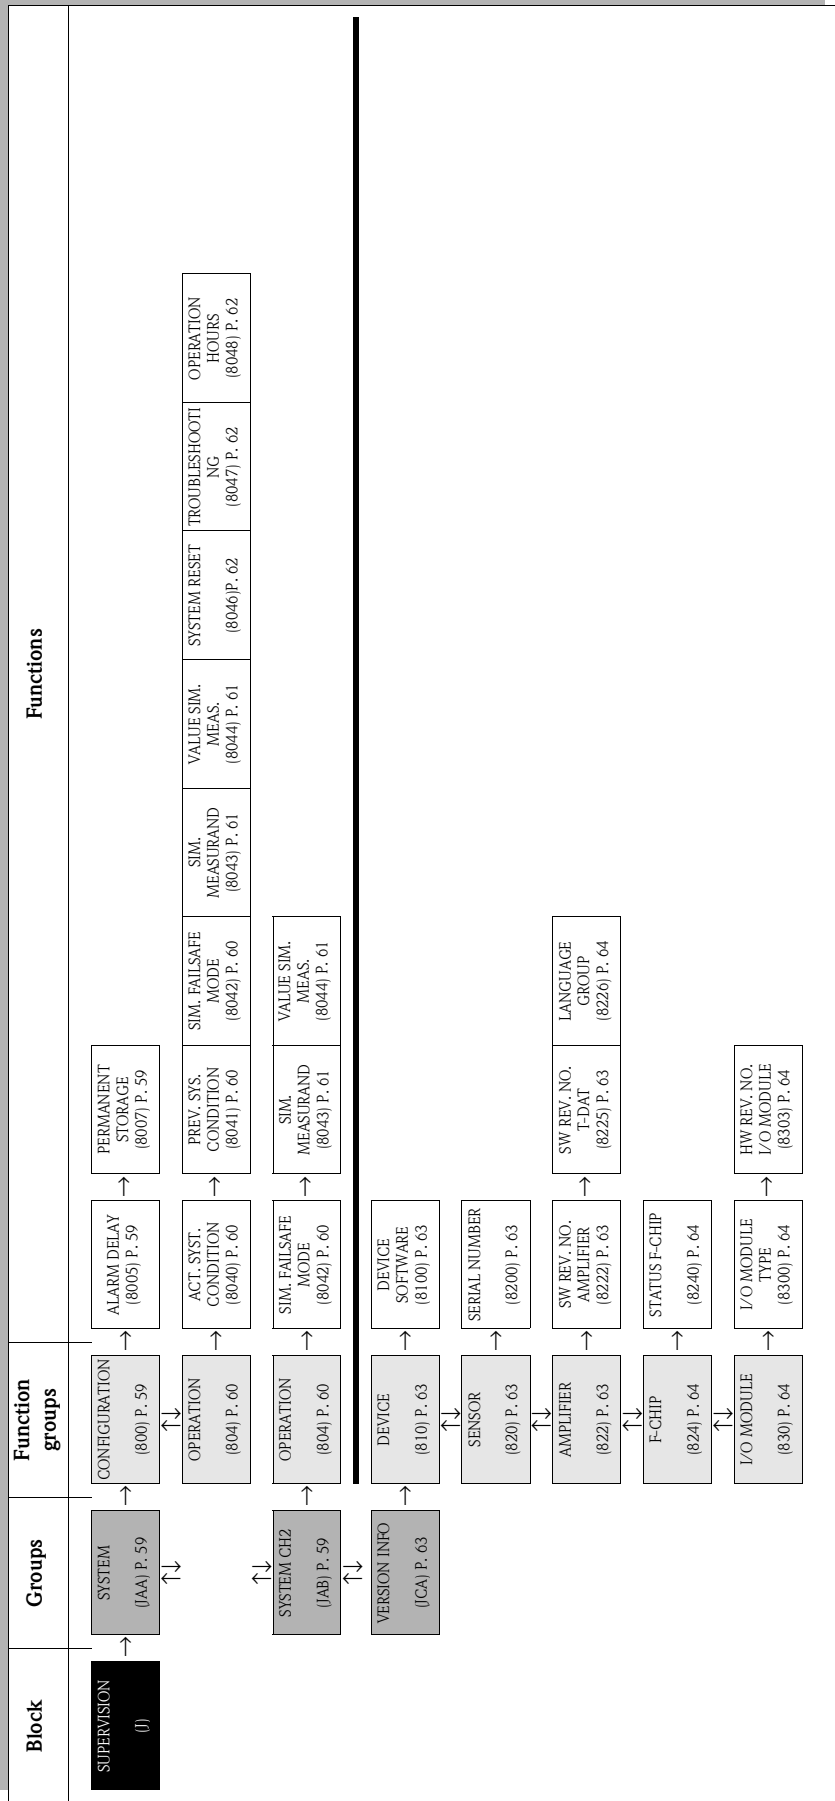 Block
Groups
Function
groups
Functions
SUPERVISION
(J)
SYSTEM
(JAA) P. 59
CONFIGURATION
(800) P. 59
ALARM DELAY
(8005) P. 59
PERMANENT
STORAGE
(8007) P. 59
OPERATION
(804) P. 60
ACT. SYST.
CONDITION
(8040) P. 60
PREV. SYS.
CONDITION
(8041) P. 60
SIM. FAILSAFE
MODE
(8042) P. 60
SIM.
MEASURAND
(8043) P. 61
VALUE SIM.
MEAS.
(8044) P. 61
SYSTEM RESET
(8046)P. 62
TROUBLESHOOTI
NG
(8047) P. 62
OPERATION
HOURS
(8048) P. 62
SYSTEM CH2
(JAB) P. 59
OPERATION
(804) P. 60
SIM. FAILSAFE
MODE
(8042) P. 60
SIM.
MEASURAND
(8043) P. 61
VALUE SIM.
MEAS.
(8044) P. 61
VERSION INFO
(JCA) P. 63
DEVICE
(810) P. 63
DEVICE
SOFTWARE
(8100) P. 63
SENSOR
(820) P. 63
SERIAL NUMBER
(8200) P. 63
AMPLIFIER
(822) P. 63
SW REV. NO.
AMPLIFIER
(8222) P. 63
SW REV. NO.
T-DAT
(8225) P. 63
LANGUAGE
GROUP
(8226) P. 64
F-CHIP
(824) P. 64
STATUS F-CHIP
(8240) P. 64
I/O MODULE
(830) P. 64
I/O MODULE
TYPE
(8300) P. 64
HW REV. NO.
I/O MODULE
(8303) P. 64